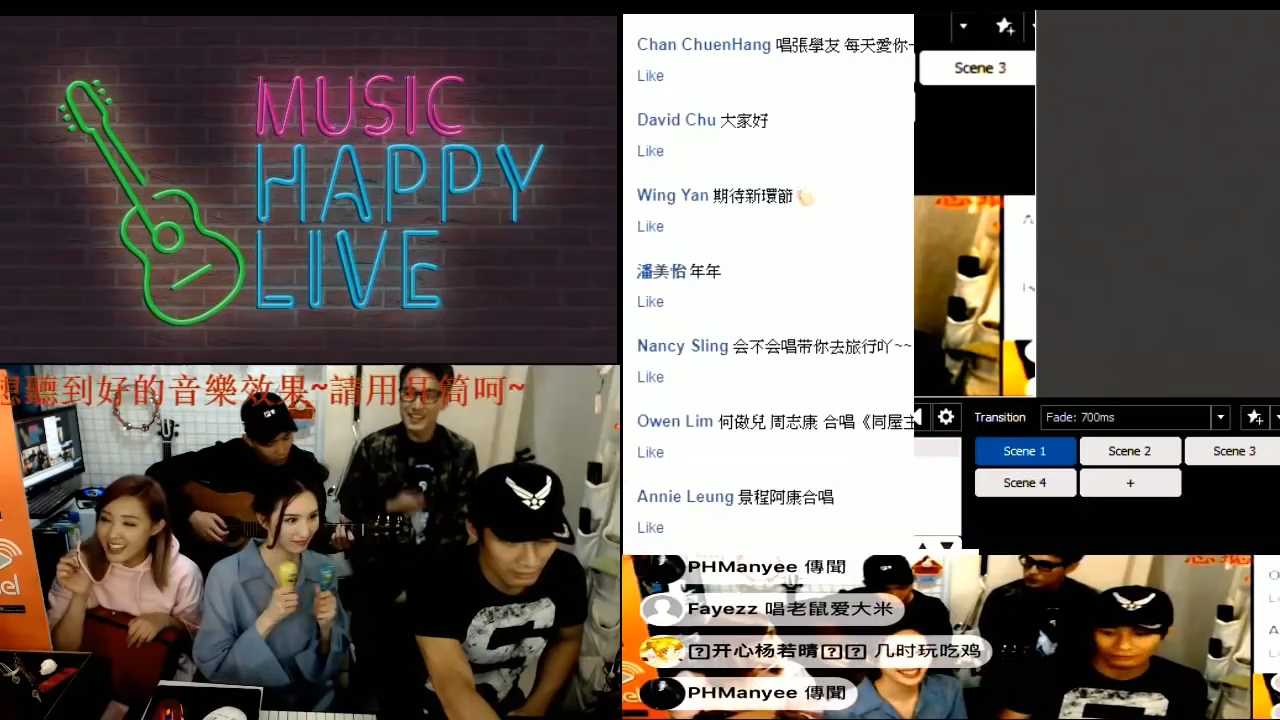 MUSIC
HAPPY
LIVE
想聽到好的音樂效果~請用耳筒呵~
Chan ChuenHang 唱張學友 每天愛你
Like
David Chu 大家好
Like
Wing Yan 期待新環節 👏🏻
Like
潘美怡 年年
Like
Nancy Sling 会不会唱带你去旅行吖~~
Like
Owen Lim 何傲兒 周志康 合唱《同屋主
Like
Annie Leung 景程阿康合唱
Like
Scene 3
Transition
Fade: 700ms
Scene 1
Scene 2
Scene 3
Scene 4
+
PHManyee 傳聞
Fayezz 唱老鼠爱大米
开心杨若晴 几时玩吃鸡
PHManyee 傳聞